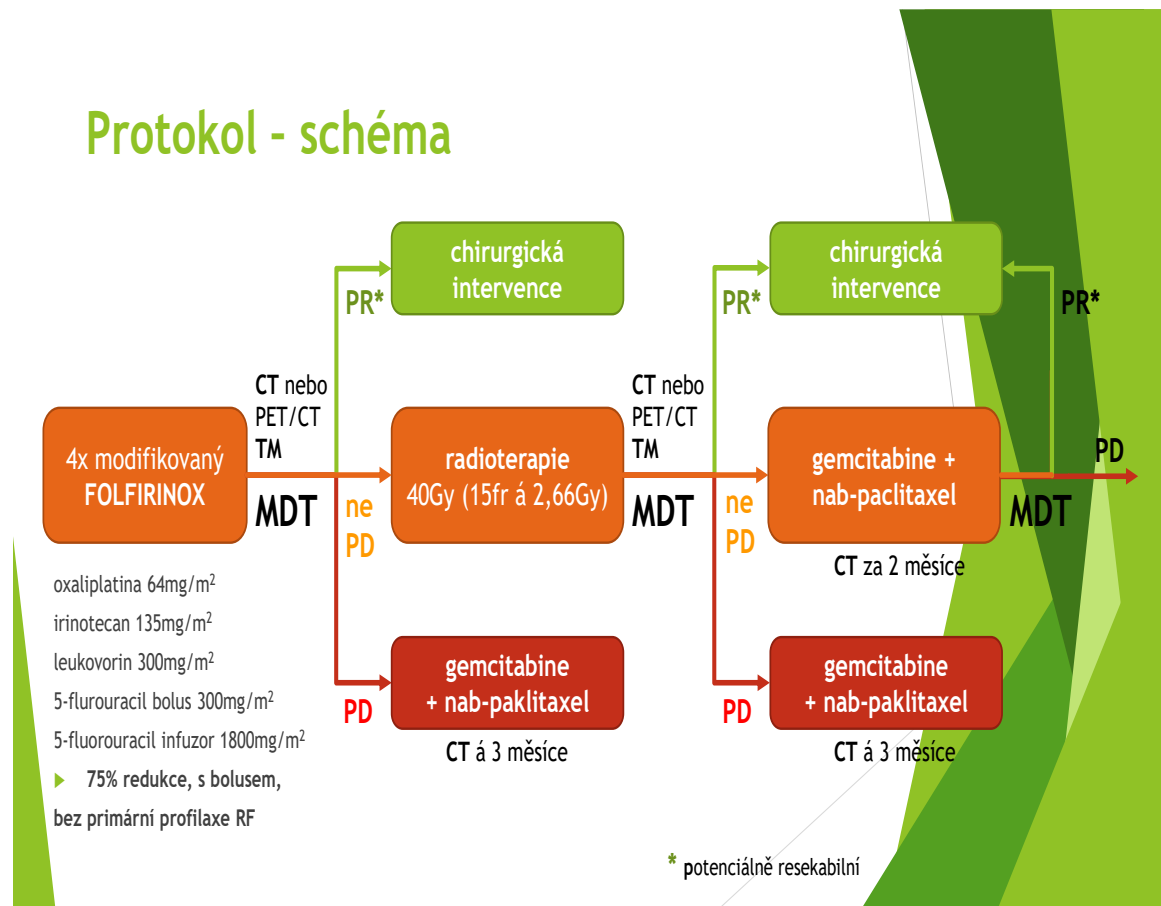 Protokol - schéma
chirurgická
intervence
chirurgická
intervence
PR*
PR*
PR*
CT nebo
PET/CT
TM
CT nebo
PET/CT
TM
4x modifikovaný
FOLFIRINOX
MDT
ne
PD
radioterapie
40Gy (15fr á 2,66Gy)
MDT
ne
PD
gemcitabine +
nab-paclitaxel
PD
MDT
CT za 2 měsíce
oxaliplatina 64mg/m²
irinotecan 135mg/m²
leukovorin 300mg/m²
5-flurouracil bolus 300mg/m²
5-fluorouracil infuzor 1800mg/m²
75% redukce, s bolusem,
bez primární profilaxe RF
PD
gemcitabine
+ nab-paklitaxel
CT á 3 měsíce
PD
gemcitabine
+ nab-paklitaxel
CT á 3 měsíce
* potenciálně resekabilní